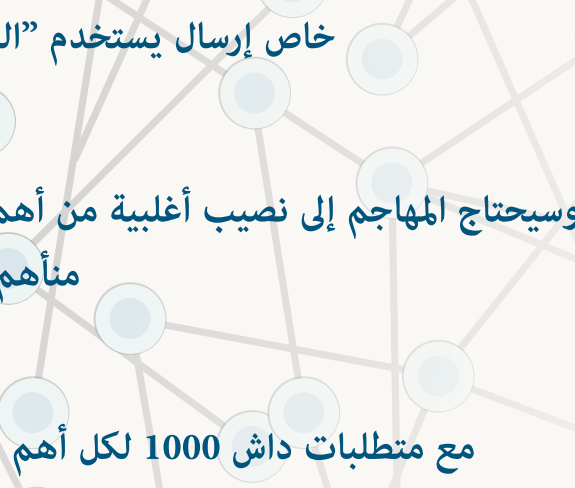 خاص إرسال يستخدم ”ال
وسيحتاج المهاجم إلى نصيب أغلبية من أهم
منأهم
مع متطلبات داش 1000 لكل أهم